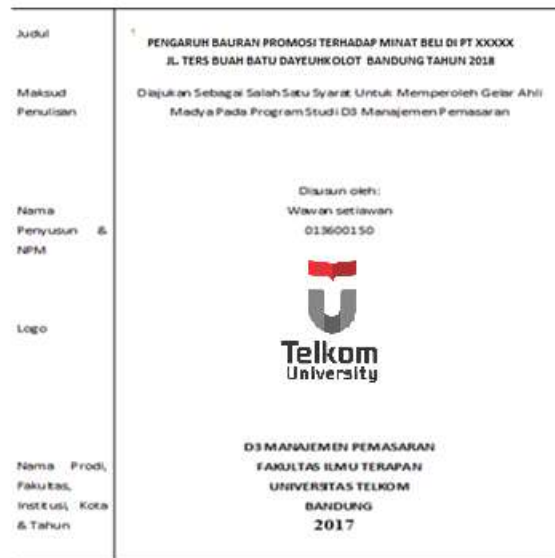 Judul
PENGARUH BAURAN PROMOSI TERHADAP MINAT BELI DI PT XXXXX
JL. TERS BUAH BATU DAYEUHKOLOT BANDUNG TAHUN 2018
Maksud
Penulisan
Diajukan Sebagai Salah Satu Syarat Untuk Memperoleh Gelar Ahli
Madya Pada Program Studi D3 Manajemen Pemasaran
Disusun oleh:
Nama
Penyusun &
NPM
Wawan setiawan
013600150
Logo
Telkom
University
Nama Prodi,
Fakultas,
Institusi, Kota
& Tahun
D3 MANAJEMEN PEMASARAN
FAKULTAS ILMU TERAPAN
UNIVERSITAS TELKOM
BANDUNG
2017